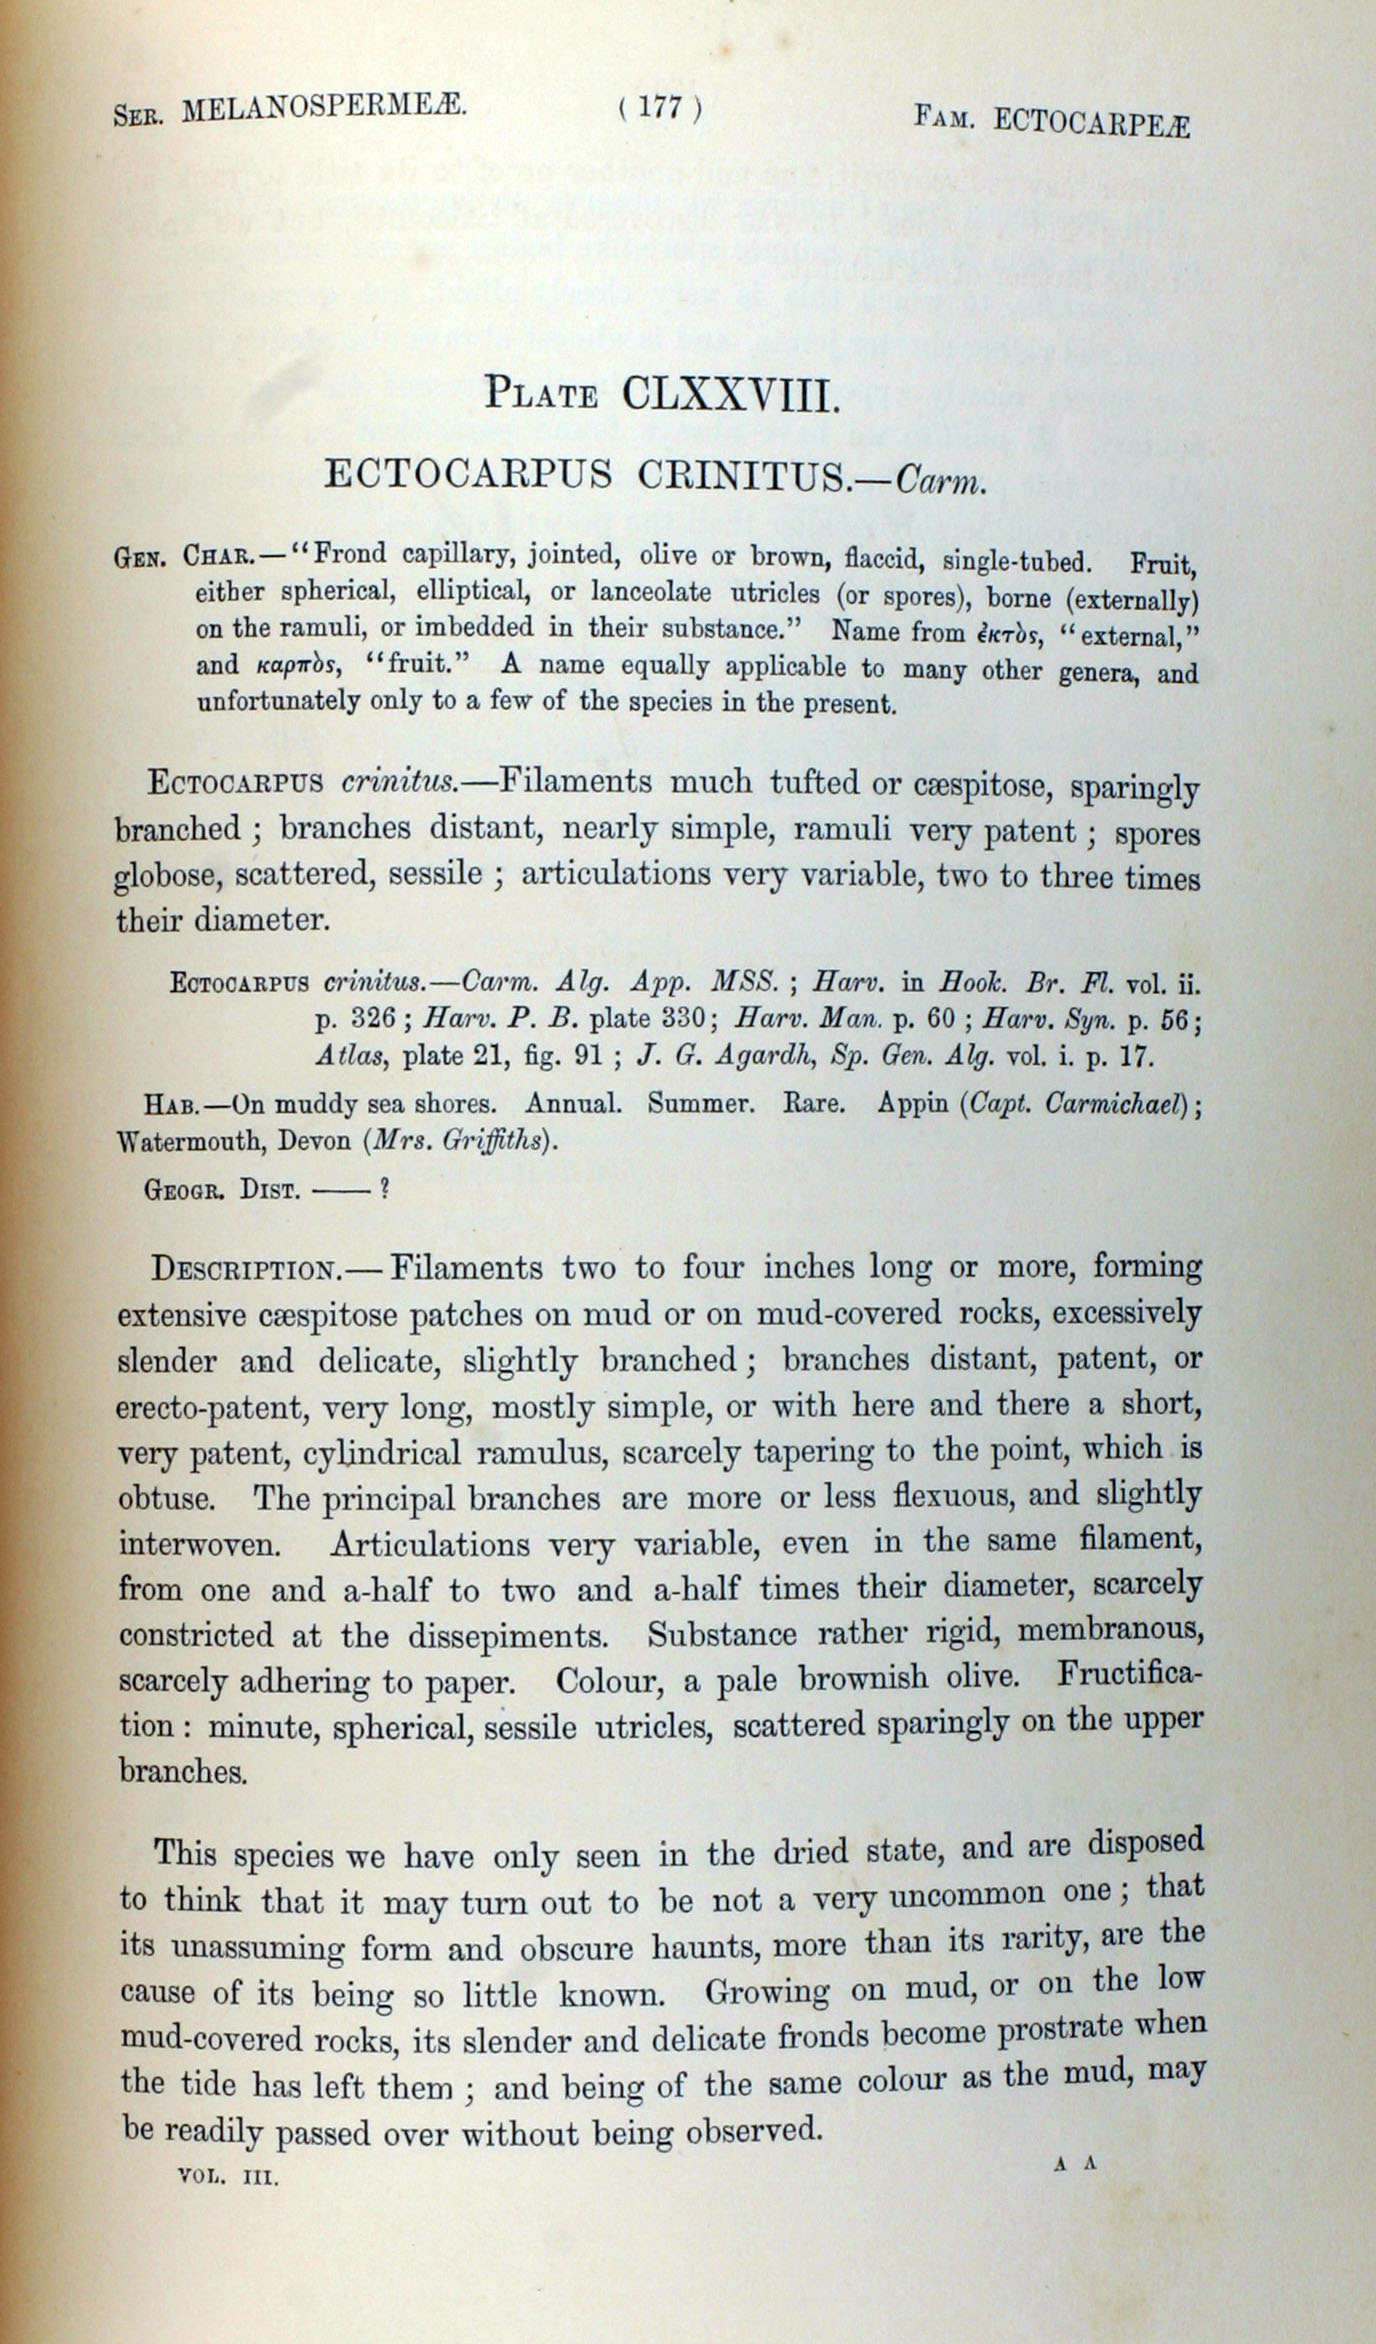 SER. MELANOSPERMEÆ. ( 177 ) FAM. ECTOCARPEÆ
PLATE CLXXVIII.
ECTOCARPUS CRINITUS.—Carm.
GEN. CHAR.—“Frond capillary, jointed, olive or brown, flaccid, single-tubed. Fruit,
either spherical, elliptical, or lanceolate utricles (or spores), borne (externally)
on the ramuli, or imbedded in their substance.” Name from ἐκτὸς, “external,”
and καρπὸς, “fruit.” A name equally applicable to many other genera, and
unfortunately only to a few of the species in the present.
ECTOCARPUS crinitus.—Filaments much tufted or cæspitose, sparingly
branched ; branches distant, nearly simple, ramuli very patent ; spores
globose, scattered, sessile ; articulations very variable, two to three times
their diameter.
ECTOCARPUS crinitus.—Carm. Alg. App. MSS. ; Harv. in Hook. Br. Fl. vol. ii.
p. 326 ; Harv. P. B. plate 330; Harv. Man. p. 60 ; Harv. Syn. p. 56;
Atlas, plate 21, fig. 91 ; J. G. Agardh, Sp. Gen. Alg. vol. i. p. 17.
HAB.—On muddy sea shores. Annual. Summer. Rare. Appin (Capt. Carmichael) ;
Watermouth, Devon (Mrs. Griffiths).
GEOGR. DIST. —— ?
DESCRIPTION.— Filaments two to four inches long or more, forming
extensive cæspitose patches on mud or on mud-covered rocks, excessively
slender and delicate, slightly branched ; branches distant, patent, or
erecto-patent, very long, mostly simple, or with here and there a short,
very patent, cylindrical ramulus, scarcely tapering to the point, which is
obtuse. The principal branches are more or less flexuous, and slightly
interwoven. Articulations very variable, even in the same filament,
from one and a-half to two and a-half times their diameter, scarcely
constricted at the dissepiments. Substance rather rigid, membranous,
scarcely adhering to paper. Colour, a pale brownish olive. Fructifica-
tion : minute, spherical, sessile utricles, scattered sparingly on the upper
branches.
This species we have only seen in the dried state, and are disposed
to think that it may turn out to be not a very uncommon one ; that
its unassuming form and obscure haunts, more than its rarity, are the
cause of its being so little known. Growing on mud, or on the low
mud-covered rocks, its slender and delicate fronds become prostrate when
the tide has left them ; and being of the same colour as the mud, may
be readily passed over without being observed.
VOL. III. A A